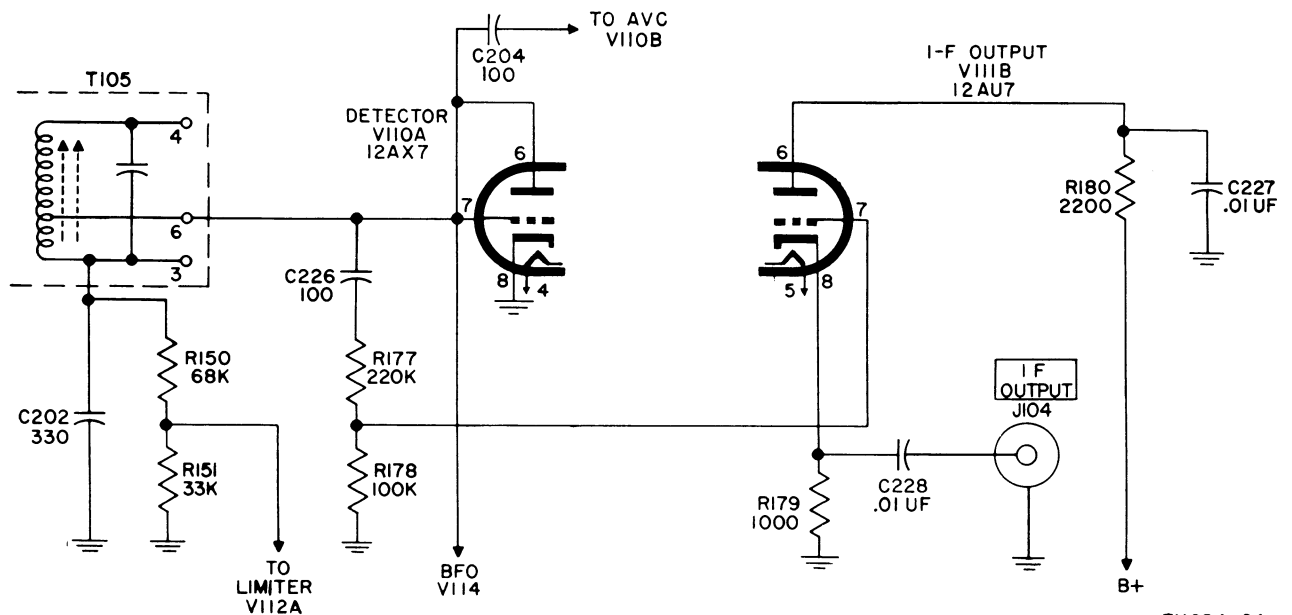 TO AVC
V110B
C204
100
I-F OUTPUT
V111B
12AU7
T105
DETECTOR
V110A
12AX7
4
6
6
R180
2200
C227
.01UF
7
7
6
3
C226
100
8
4
5
8
R150
68K
R177
220K
I F
OUTPUT
J104
C202
330
R151
33K
R178
100K
C228
.01UF
R179
1000
TO
LIMITER
V112A
BFO
V114
B+